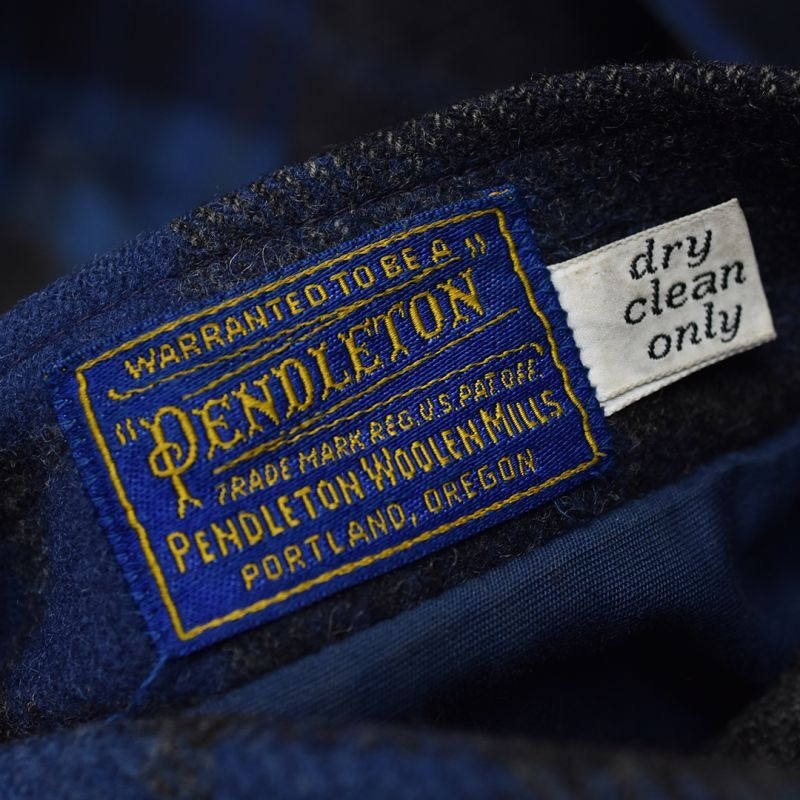 WARRANTED TO BE A
"PENDLETON"
TRADE MARK REG. U.S. PAT. OFF.
PENDLETON WOOLEN MILLS
PORTLAND, OREGON
dry
clean
only